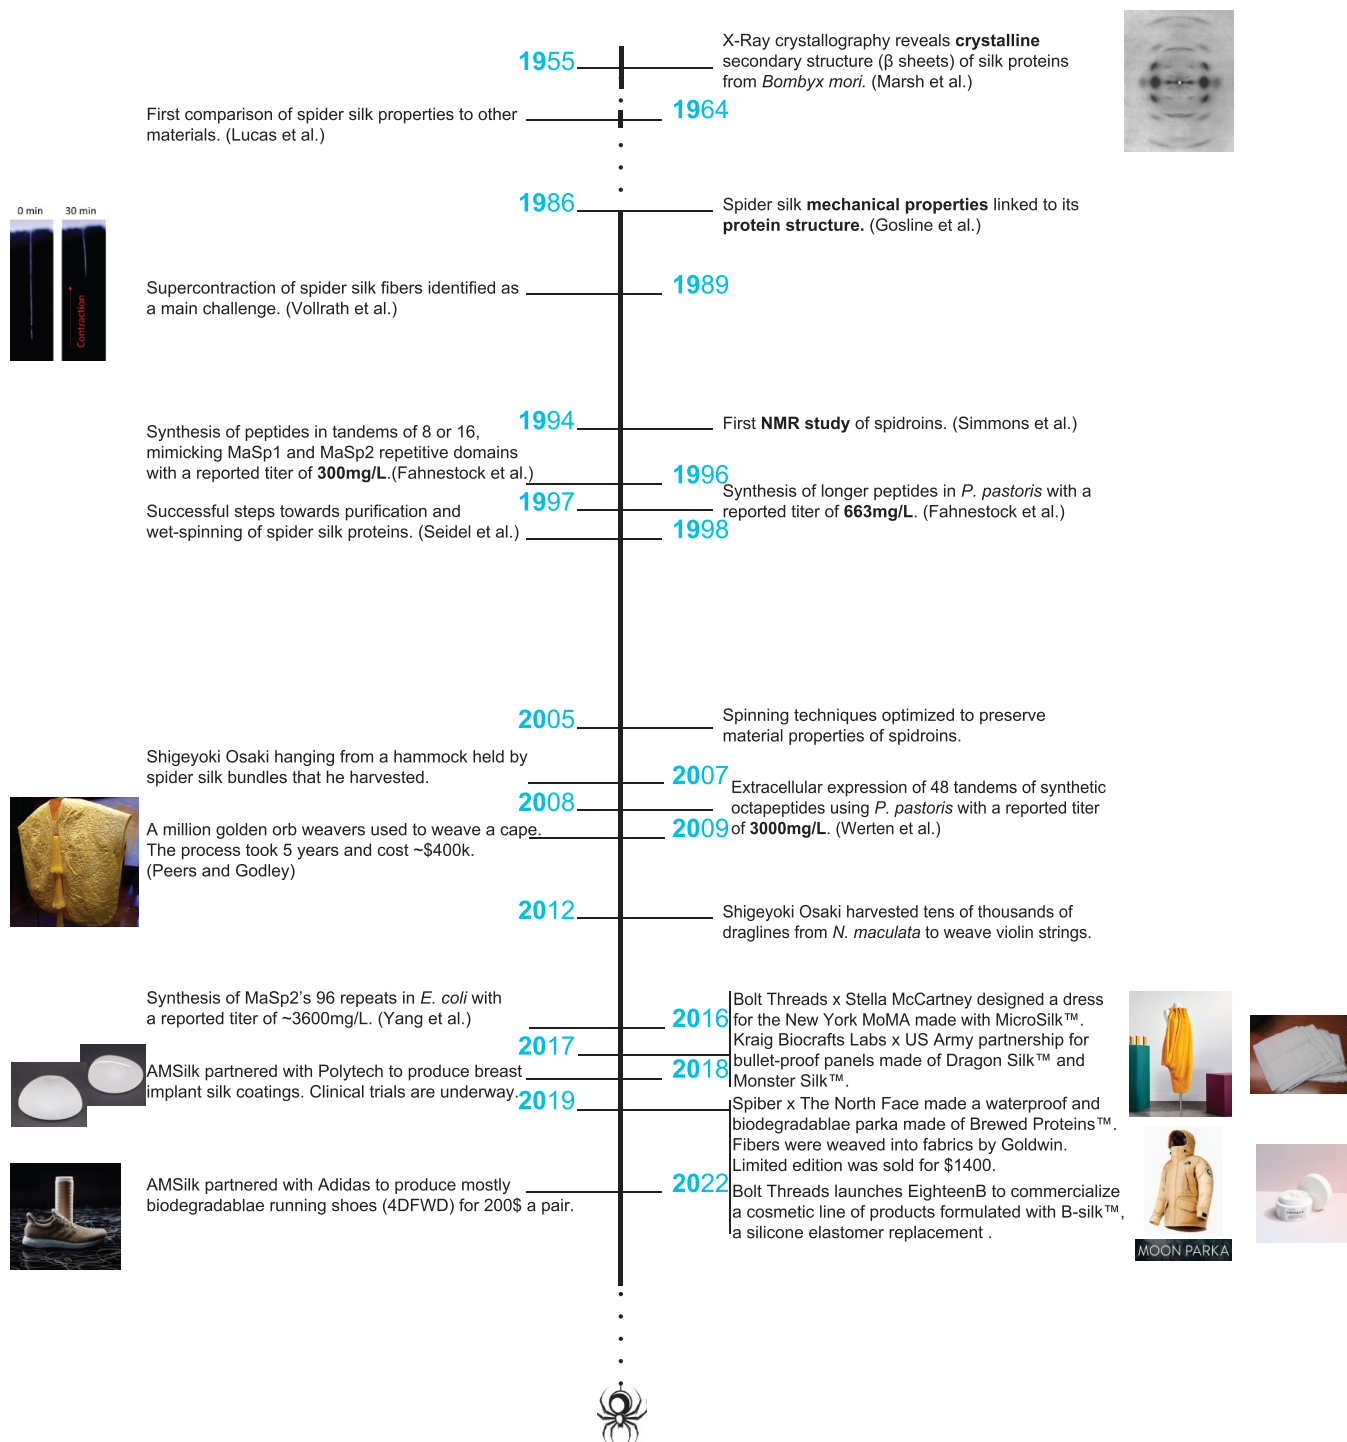 1955
X-Ray crystallography reveals crystalline
secondary structure (β sheets) of silk proteins
from Bombyx mori. (Marsh et al.)
First comparison of spider silk properties to other
materials. (Lucas et al.)
1964
0 min 30 min
Contraction
1986
Spider silk mechanical properties linked to its
protein structure. (Gosline et al.)
Supercontraction of spider silk fibers identified as
a main challenge. (Vollrath et al.)
1989
1994
First NMR study of spidroins. (Simmons et al.)
Synthesis of peptides in tandems of 8 or 16,
mimicking MaSp1 and MaSp2 repetitive domains
with a reported titer of 300mg/L.(Fahnestock et al.)
1996
1997
Synthesis of longer peptides in P. pastoris with a
reported titer of 663mg/L. (Fahnestock et al.)
Successful steps towards purification and
wet-spinning of spider silk proteins. (Seidel et al.)
1998
2005
Spinning techniques optimized to preserve
material properties of spidroins.
Shigeyoki Osaki hanging from a hammock held by
spider silk bundles that he harvested.
2007
2008
Extracellular expression of 48 tandems of synthetic
octapeptides using P. pastoris with a reported titer
of 3000mg/L. (Werten et al.)
A million golden orb weavers used to weave a cape.
The process took 5 years and cost ~$400k.
(Peers and Godley)
2009
2012
Shigeyoki Osaki harvested tens of thousands of
draglines from N. maculata to weave violin strings.
Synthesis of MaSp2's 96 repeats in E. coli with
a reported titer of ~3600mg/L. (Yang et al.)
2016
2017
Bolt Threads x Stella McCartney designed a dress
for the New York MoMA made with MicroSilk™.
Kraig Biocrafts Labs x US Army partnership for
bullet-proof panels made of Dragon Silk™ and
Monster Silk™.
AMSilk partnered with Polytech to produce breast
implant silk coatings. Clinical trials are underway.
2018
2019
Spiber x The North Face made a waterproof and
biodegradablae parka made of Brewed Proteins™.
Fibers were weaved into fabrics by Goldwin.
Limited edition was sold for $1400.
Bolt Threads launches EighteenB to commercialize
a cosmetic line of products formulated with B-silk™,
a silicone elastomer replacement .
MOON PARKA
AMSilk partnered with Adidas to produce mostly
biodegradablae running shoes (4DFWD) for 200$ a pair.
2022